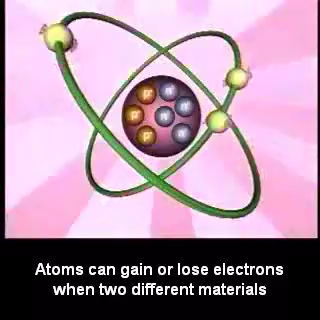 P n
P n n
P n
Atoms can gain or lose electrons
when two different materials